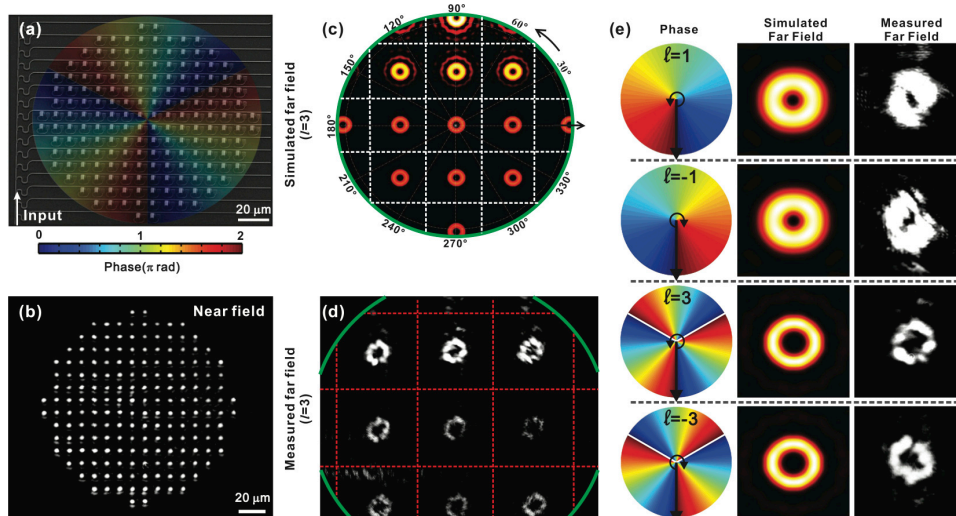 (a)
Input
20 μm
0 1 2
Phase(π rad)
(b)
Near field
20 μm
(c)
Simulated far field
(l=3)
90°
120°
60°
150°
30°
180°
210°
330°
240°
270°
300°
(d)
Measured far field
(l=3)
(e)
Phase
Simulated
Far Field
Measured
Far Field
ℓ=1
ℓ=-1
ℓ=3
ℓ=-3